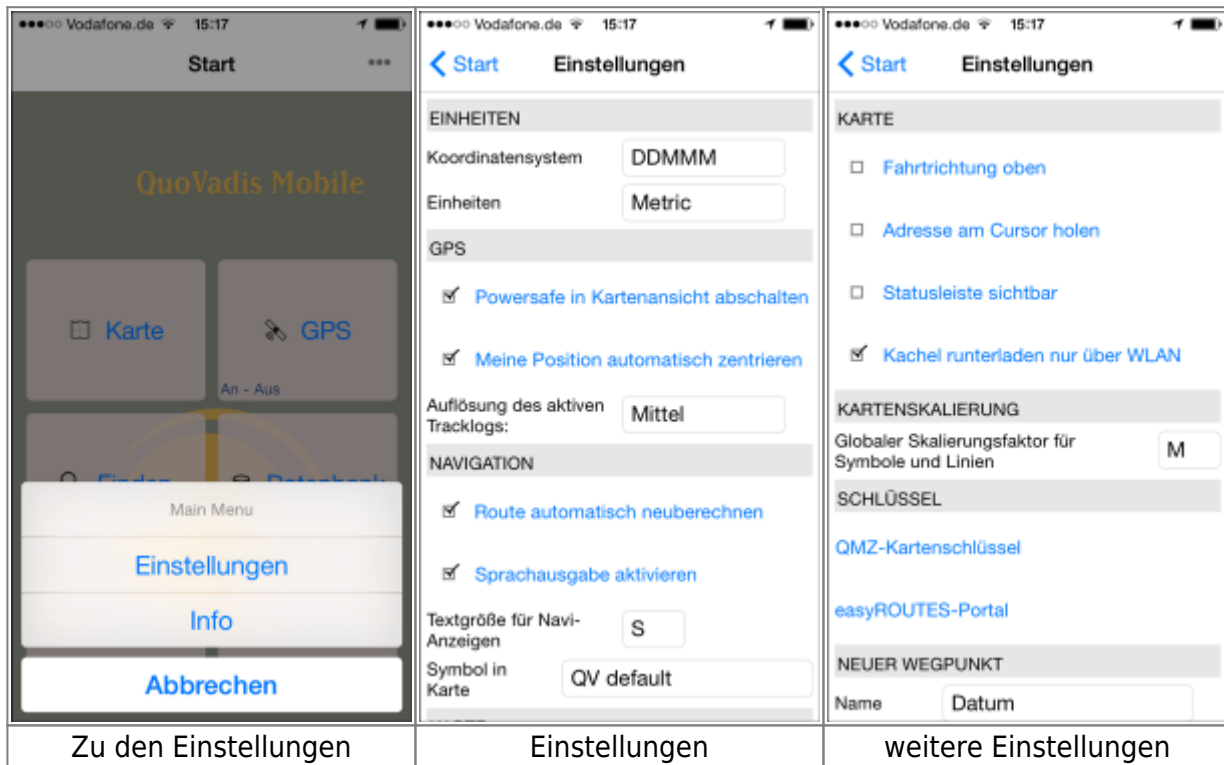 Vodafone.de 15:17
Start
QuoVadis Mobile
Karte
GPS
An - Aus
Finden
Datenbank
Main Menu
Einstellungen
Info
Abbrechen
Zu den Einstellungen
Vodafone.de 15:17
Start Einstellungen
EINHEITEN
Koordinatensystem DDMMM
Einheiten Metric
GPS
Powersafe in Kartenansicht abschalten
Meine Position automatisch zentrieren
Auflösung des aktiven
Tracklogs: Mittel
NAVIGATION
Route automatisch neuberechnen
Sprachausgabe aktivieren
Textgröße für Navi-
Anzeigen S
Symbol in
Karte QV default
Einstellungen
Vodafone.de 15:17
Start Einstellungen
KARTE
Fahrtrichtung oben
Adresse am Cursor holen
Statusleiste sichtbar
Kachel runterladen nur über WLAN
KARTENSKALIERUNG
Globaler Skalierungsfaktor für
Symbole und Linien M
SCHLÜSSEL
QMZ-Kartenschlüssel
easyROUTES-Portal
NEUER WEGPUNKT
Name Datum
weitere Einstellungen